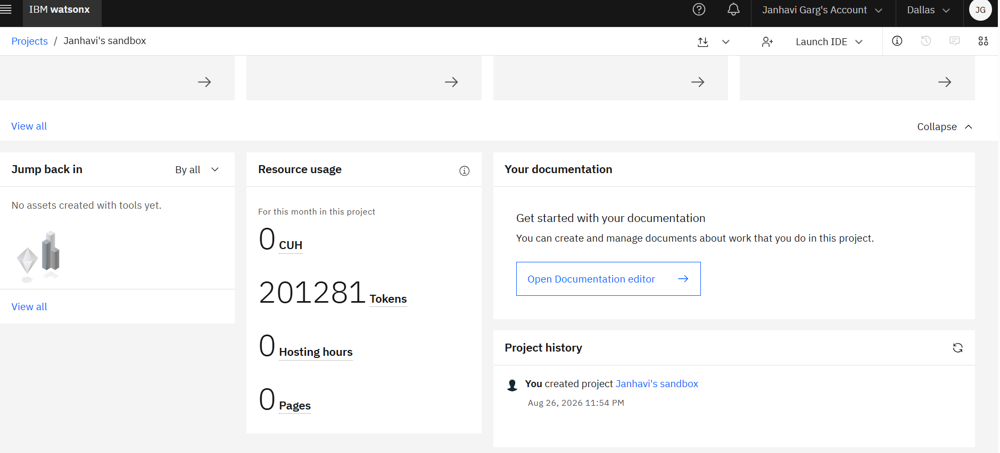 IBM watsonx
Janhavi Garg's Account
Dallas
JG
Projects / Janhavi's sandbox
Launch IDE
View all
Collapse
Jump back in
By all
No assets created with tools yet.
View all
Resource usage
For this month in this project
0 CUH
201281 Tokens
0 Hosting hours
0 Pages
Your documentation
Get started with your documentation
You can create and manage documents about work that you do in this project.
Open Documentation editor
Project history
You created project Janhavi's sandbox
Aug 26, 2026 11:54 PM